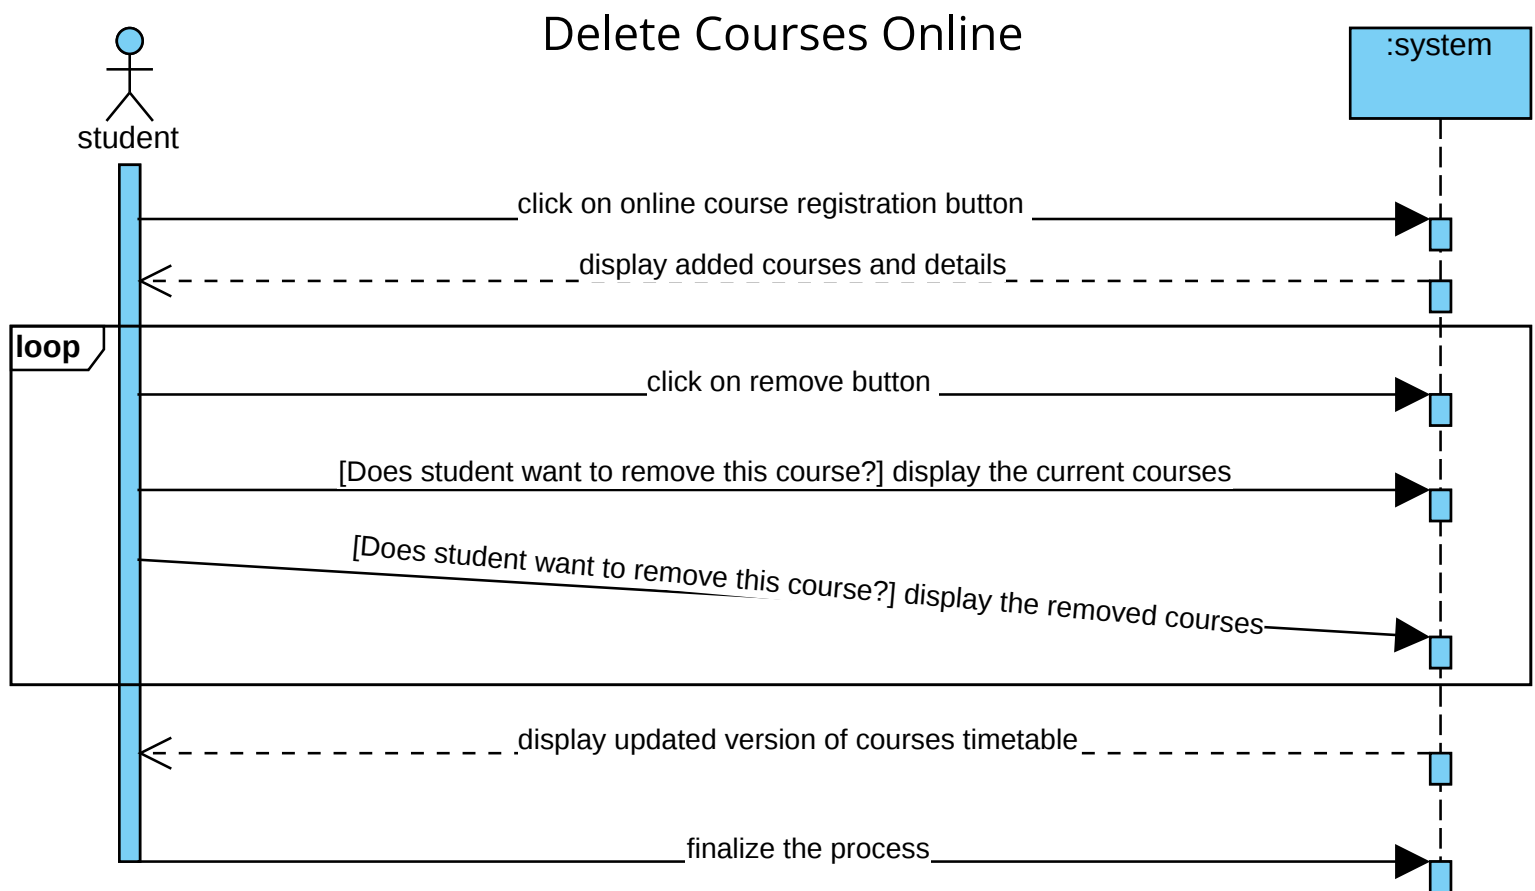 Delete Courses Online
:system
student
click on online course registration button
display added courses and details
loop
click on remove button
[Does student want to remove this course?] display the current courses
[Does student want to remove this course?] display the removed courses
display updated version of courses timetable
finalize the process